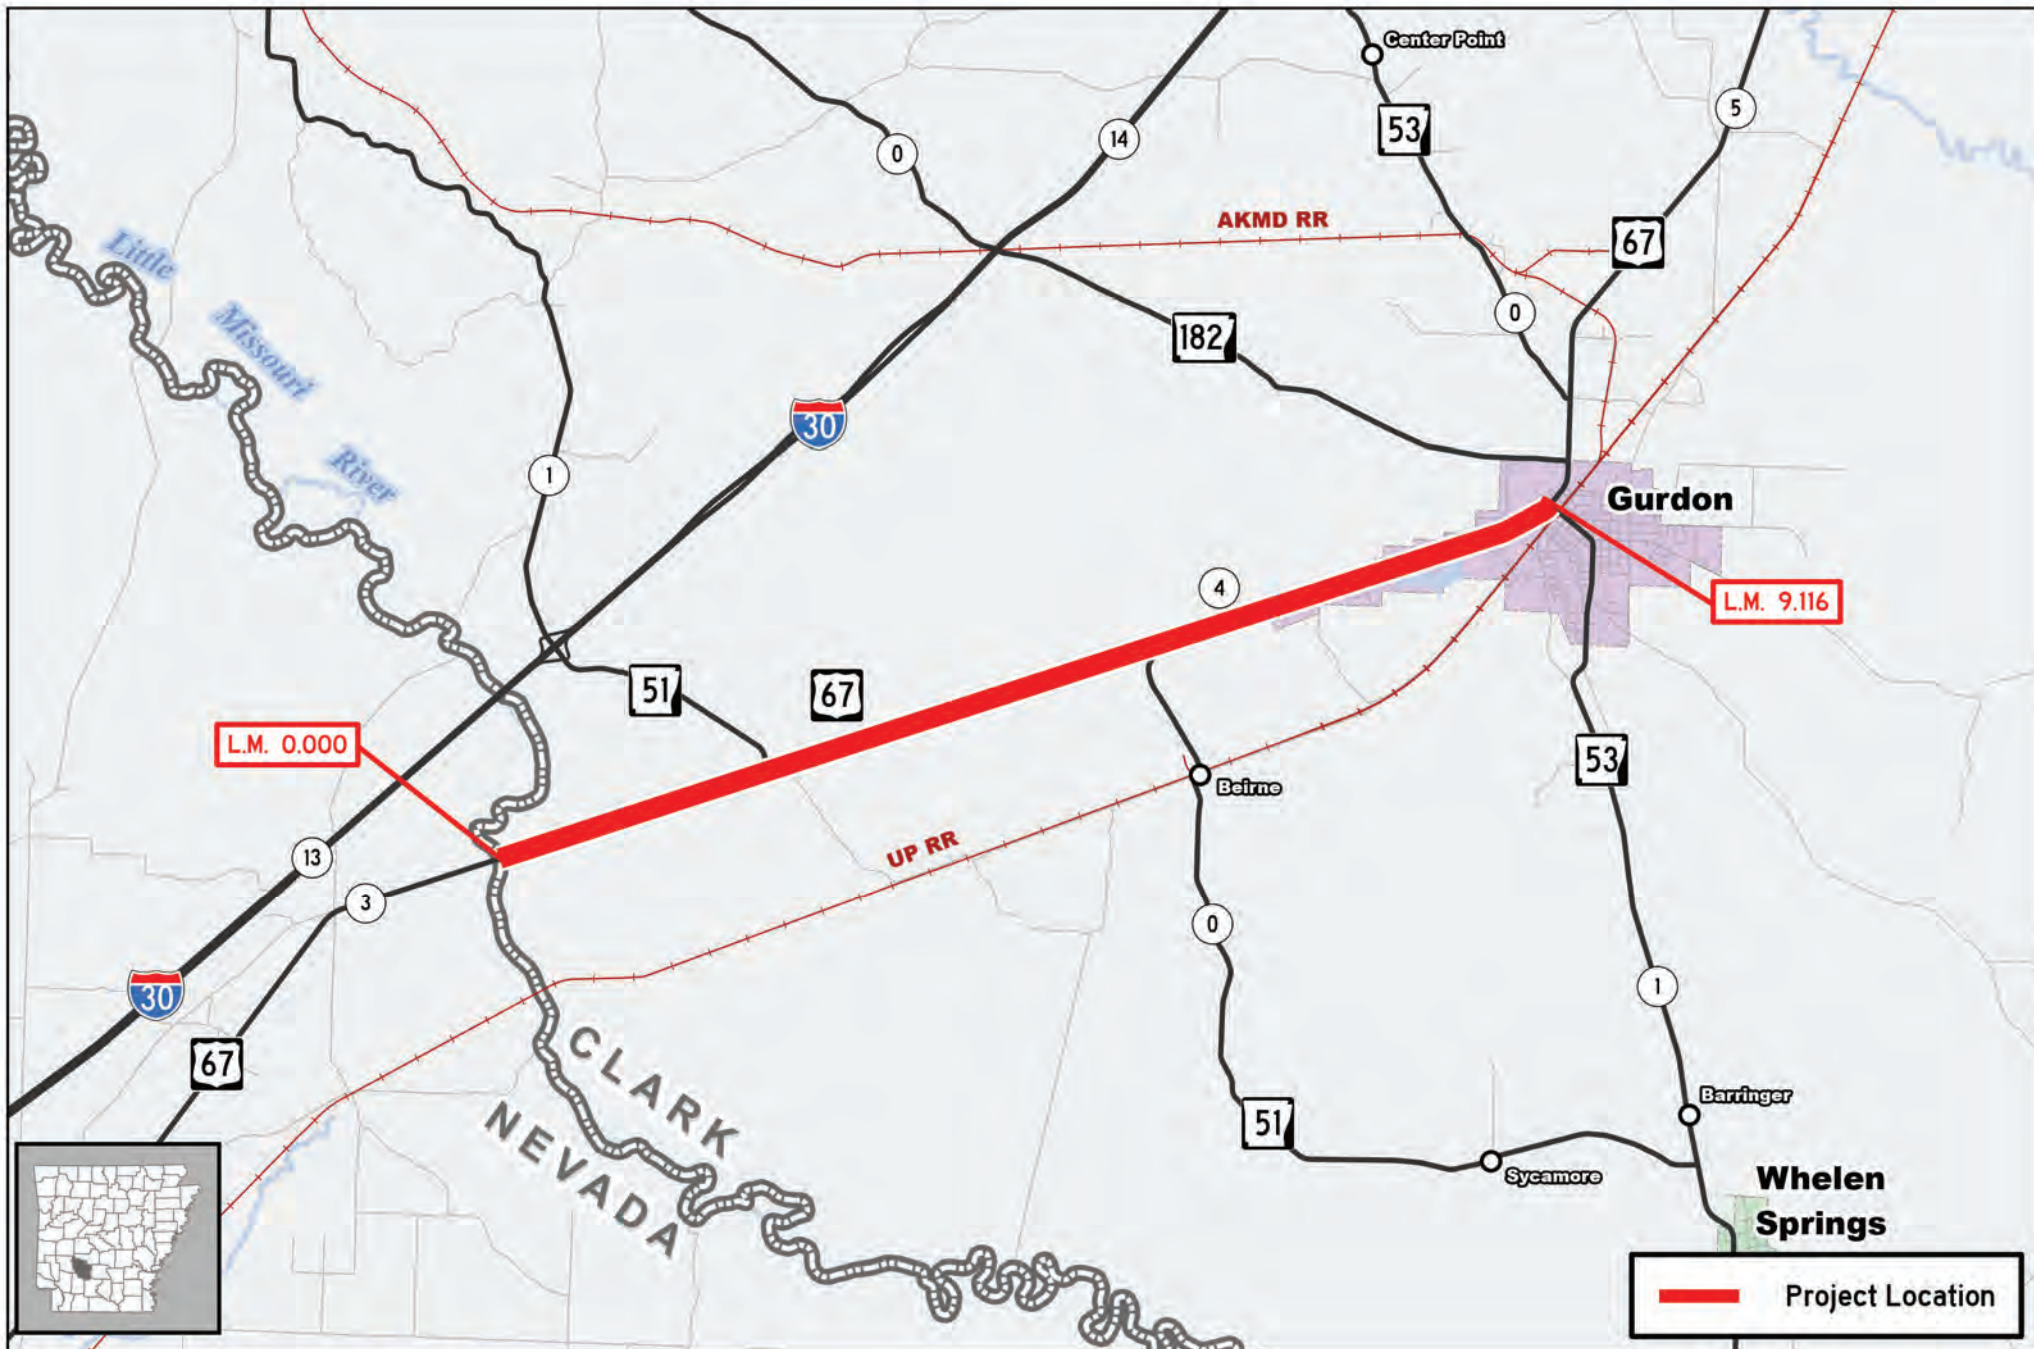 Center Point
5
53
14
0
AKMD RR
67
Little
Missouri
River
0
182
30
1
Gurdon
4
L.M. 9.116
51
67
L.M. 0.000
53
Beirne
UP RR
13
3
0
30
1
67
CLARK
NEVADA
51
Barringer
Sycamore
Whelen
Springs
Project Location